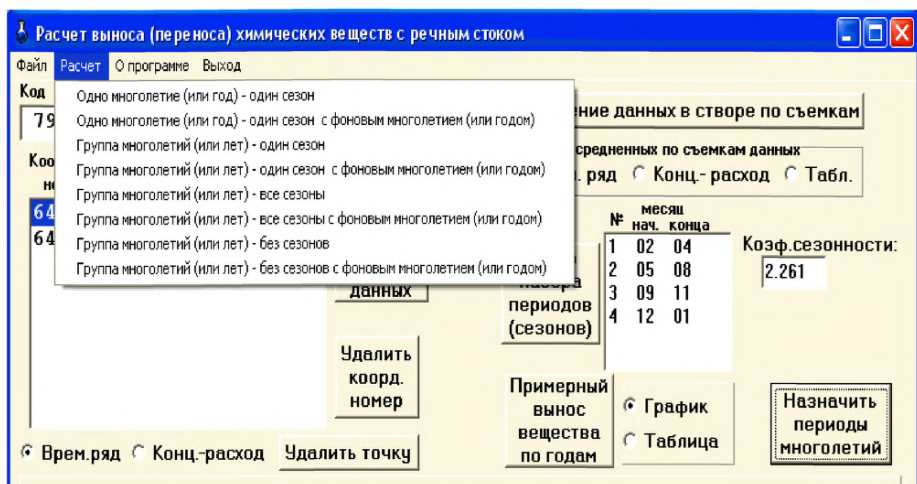 Расчет выноса (переноса) химических веществ с речным стоком
Файл Расчет О программе Выход
Код
79
Одно многолетие (или год) - один сезон
Одно многолетие (или год) - один сезон с фоновым многолетием (или годом)
Группа многолетий (или лет) - один сезон
Группа многолетий (или лет) - один сезон с фоновым многолетием (или годом)
Группа многолетий (или лет) - все сезоны
Группа многолетий (или лет) - все сезоны с фоновым многолетием (или годом)
Группа многолетий (или лет) - без сезонов
Группа многолетий (или лет) - без сезонов с фоновым многолетием (или годом)
данных в створе по съемкам
по съемкам данных
ряд Конц.- расход Табл.
64
64
данных
периодов
(сезонов)
месяц
№ нач. конца
1 02 04
2 05 08
3 09 11
4 12 01
Коэф.сезонности:
2.261
Удалить
коорд.
номер
Примерный
вынос
вещества
по годам
График
Таблица
Назначить
периоды
многолетий
Врем.ряд Конц.-расход Удалить точку